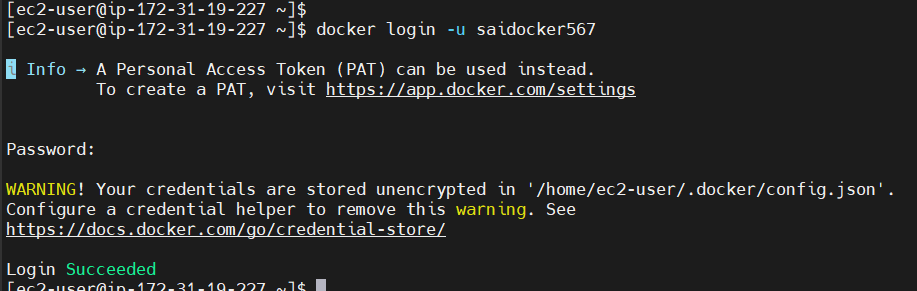 [ec2-user@ip-172-31-19-227 ~]$
[ec2-user@ip-172-31-19-227 ~]$ docker login -u saidocker567
i Info → A Personal Access Token (PAT) can be used instead.
To create a PAT, visit https://app.docker.com/settings
Password:
WARNING! Your credentials are stored unencrypted in '/home/ec2-user/.docker/config.json'.
Configure a credential helper to remove this warning. See
https://docs.docker.com/go/credential-store/
Login Succeeded
[ec2-user@ip-172-31-19-227 ~]$